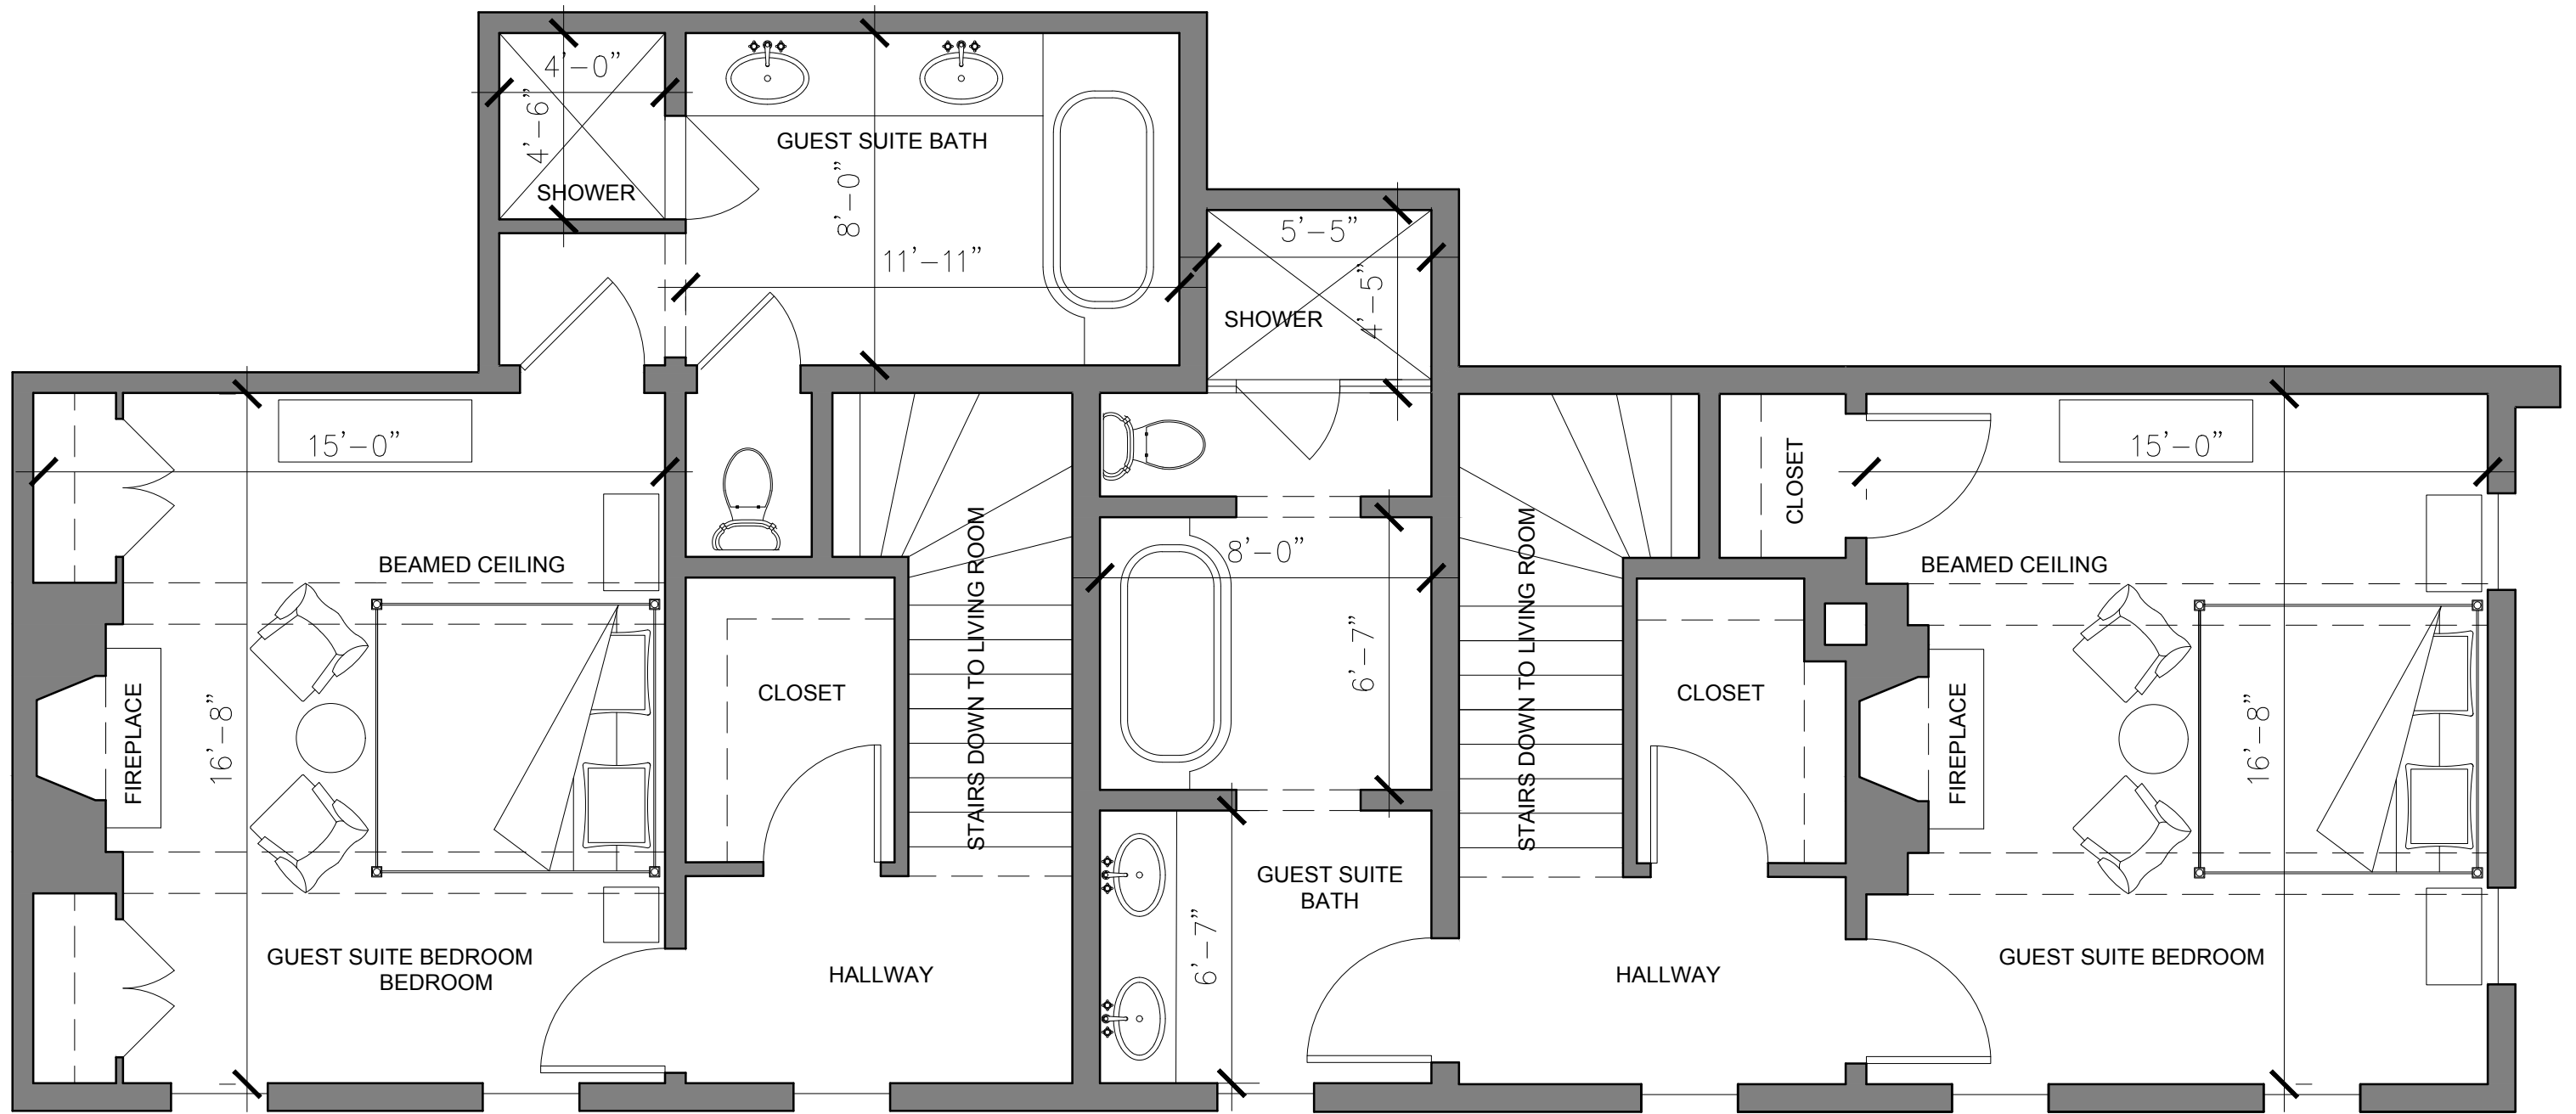 4'-0"
4'-6"
SHOWER
GUEST SUITE BATH
8'-0"
11'-11"
5'-5"
4'-5"
SHOWER
15'-0"
BEAMED CEILING
FIREPLACE
16'-8"
GUEST SUITE BEDROOM
BEDROOM
CLOSET
STAIRS DOWN TO LIVING ROOM
HALLWAY
8'-0"
6'-7"
GUEST SUITE
BATH
6'-7"
STAIRS DOWN TO LIVING ROOM
CLOSET
HALLWAY
CLOSET
15'-0"
BEAMED CEILING
FIREPLACE
16'-8"
GUEST SUITE BEDROOM